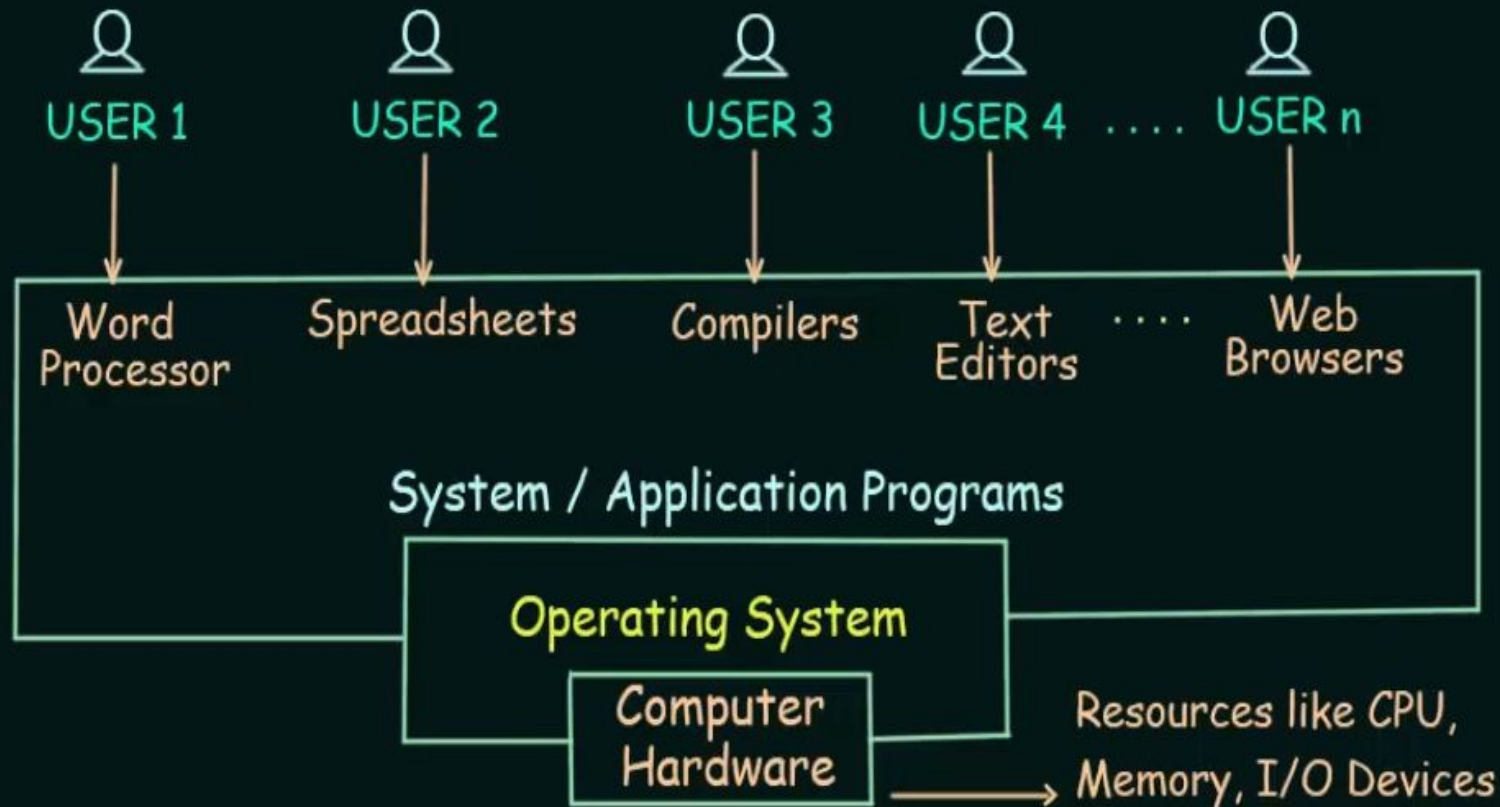 USER 1 USER 2 USER 3 USER 4 .... USER n
Word Processor
Spreadsheets
Compilers
Text Editors
....
Web Browsers
System / Application Programs
Operating System
Computer
Hardware
Resources like CPU,
Memory, I/O Devices